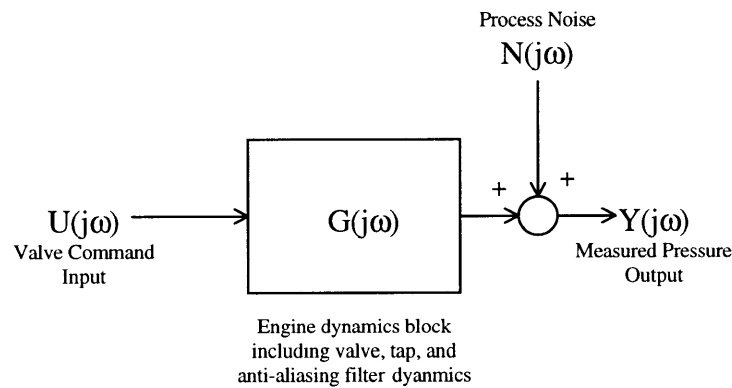 Process Noise
N(jω)
+
+
U(jω)
G(jω)
Y(jω)
Valve Command
Input
Measured Pressure
Output
Engine dynamics block
including valve, tap, and
anti-aliasing filter dyanmics